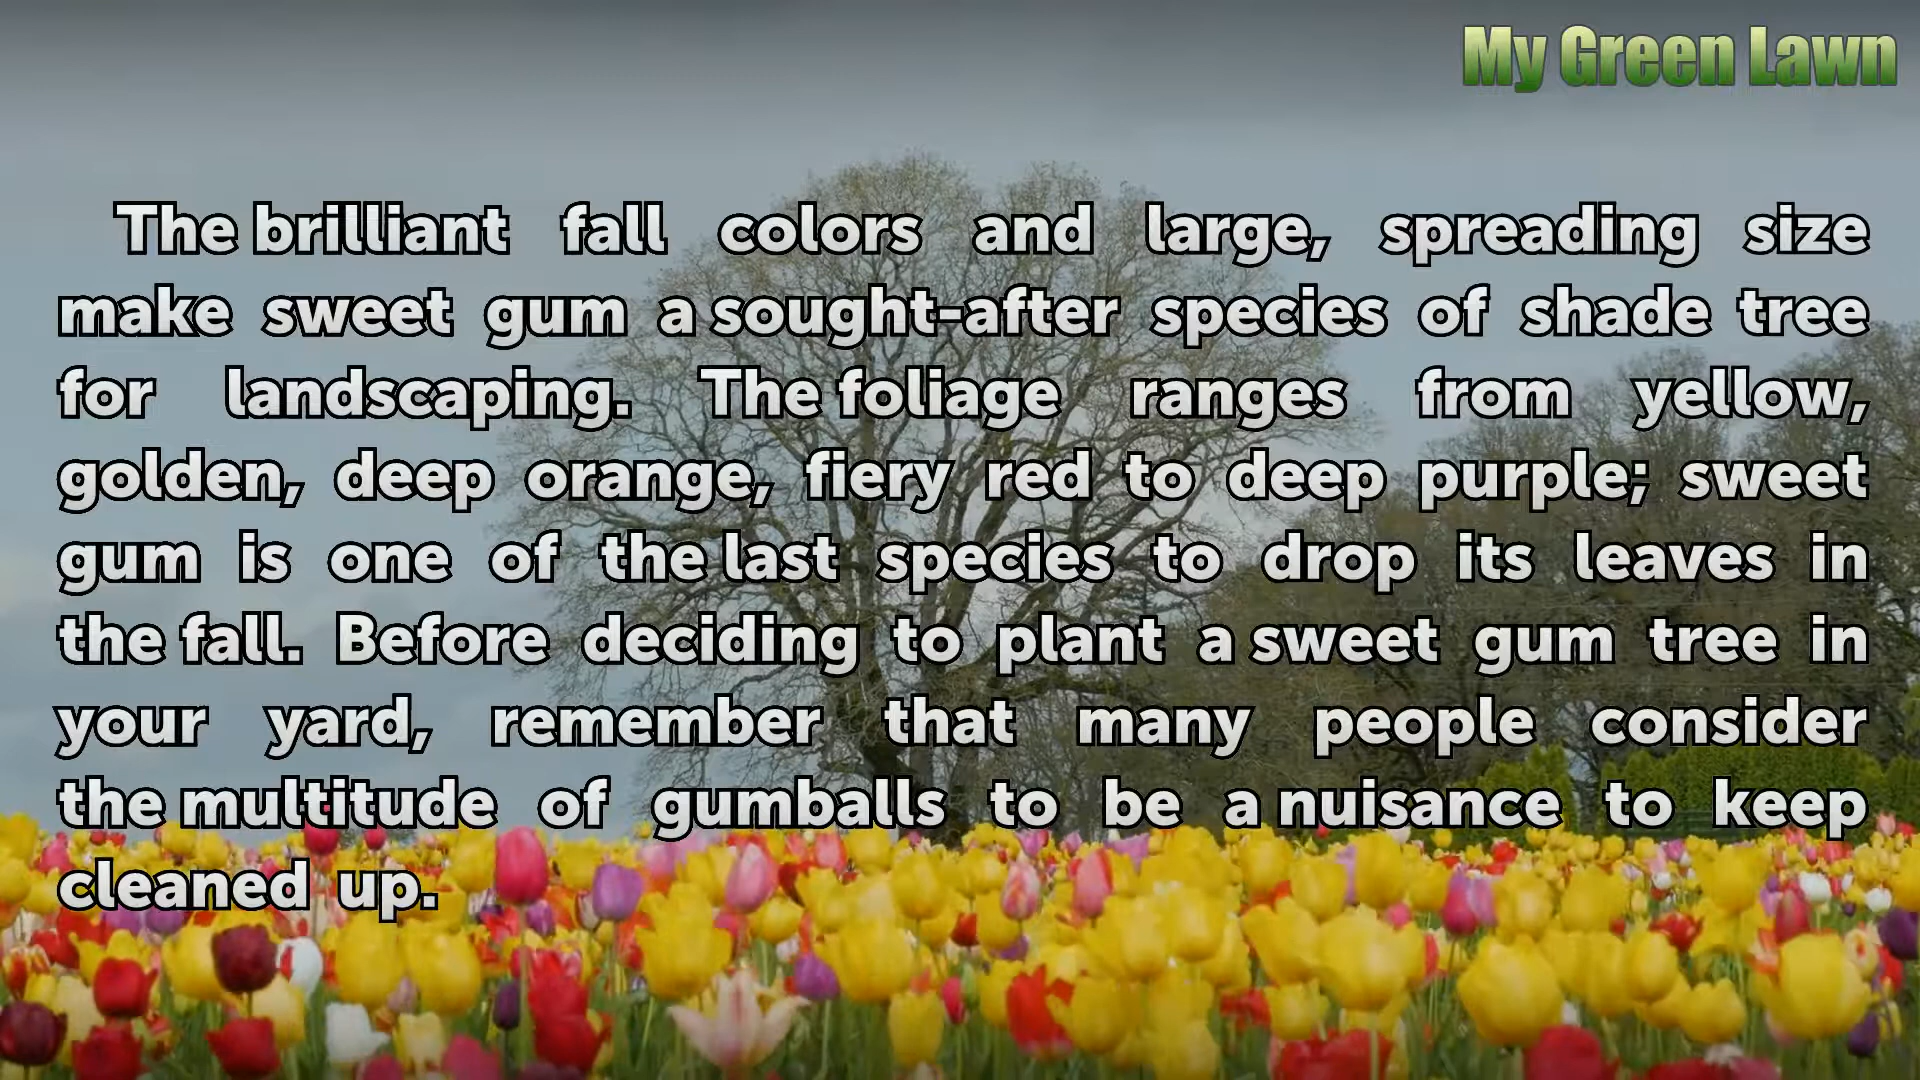 My Green Lawn
The brilliant fall colors and large, spreading size
make sweet gum a sought-after species of shade tree
for landscaping. The foliage ranges from yellow,
golden, deep orange, fiery red to deep purple; sweet
gum is one of the last species to drop its leaves in
the fall. Before deciding to plant a sweet gum tree in
your yard, remember that many people consider
the multitude of gumballs to be a nuisance to keep
cleaned up.